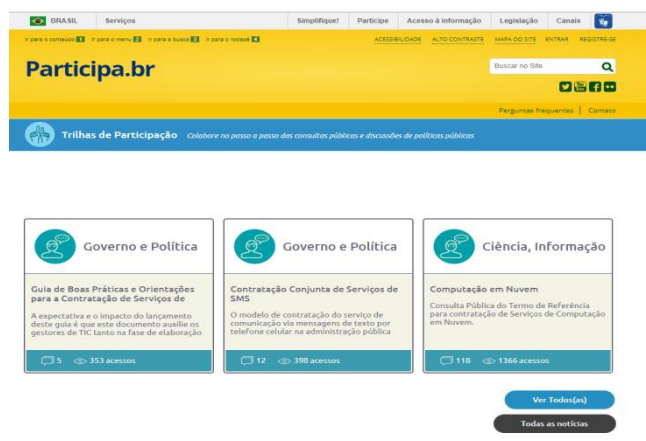 BRASIL Serviços Simplifique! Participe Acesso à informação Legislação Canais
Ir para o conteúdo 1 Ir para o menu 2 Ir para a busca 3 Ir para o rodapé 4 ACESSIBILIDADE ALTO CONTRASTE MAPA DO SITE ENTRAR REGISTRE-SE
Participa.br
Buscar no Site
Perguntas frequentes | Contato
Trilhas de Participação Colabore no passo a passo das consultas públicas e discussões de políticas públicas
Governo e Política
Guia de Boas Práticas e Orientações
para a Contratação de Serviços de
A expectativa e o impacto do lançamento
deste guia é que este documento auxilie os
gestores de TIC tanto na fase de elaboração
5 353 acessos
Governo e Política
Contratação Conjunta de Serviços de
SMS
O modelo de contratação do serviço de
comunicação via mensagens de texto por
telefone celular na administração pública
12 398 acessos
Ciência, Informação
Computação em Nuvem
Consulta Pública do Termo de Referência
para contratação de Serviços de Computação
em Nuvem.
118 1366 acessos
Ver Todos(as)
Todas as notícias